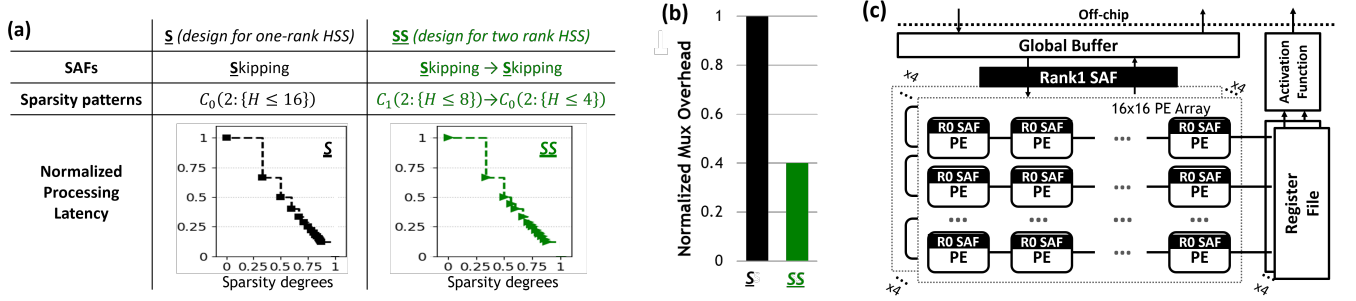 (a)
S (design for one-rank HSS)
SS (design for two rank HSS)
SAFs
Skipping
Skipping → Skipping
Sparsity patterns
C₀(2:{H ≤ 16})
C₁(2:{H ≤ 8})→C₀(2:{H ≤ 4})
Normalized
Processing
Latency
1
0.75
0.5
0.25
0
S
0 0.25 0.5 0.75 1
Sparsity degrees
1
0.75
0.5
0.25
0
SS
0 0.25 0.5 0.75 1
Sparsity degrees
(b)
Normalized Mux Overhead
1
0.8
0.6
0.4
0.2
0
S
SS
(c)
Off-chip
Global Buffer
Rank1 SAF
x4
x4
16x16 PE Array
R0 SAF
PE
R0 SAF
PE
...
R0 SAF
PE
R0 SAF
PE
R0 SAF
PE
...
R0 SAF
PE
...
...
...
R0 SAF
PE
R0 SAF
PE
...
R0 SAF
PE
x4
x4
Activation
Function
Register
File